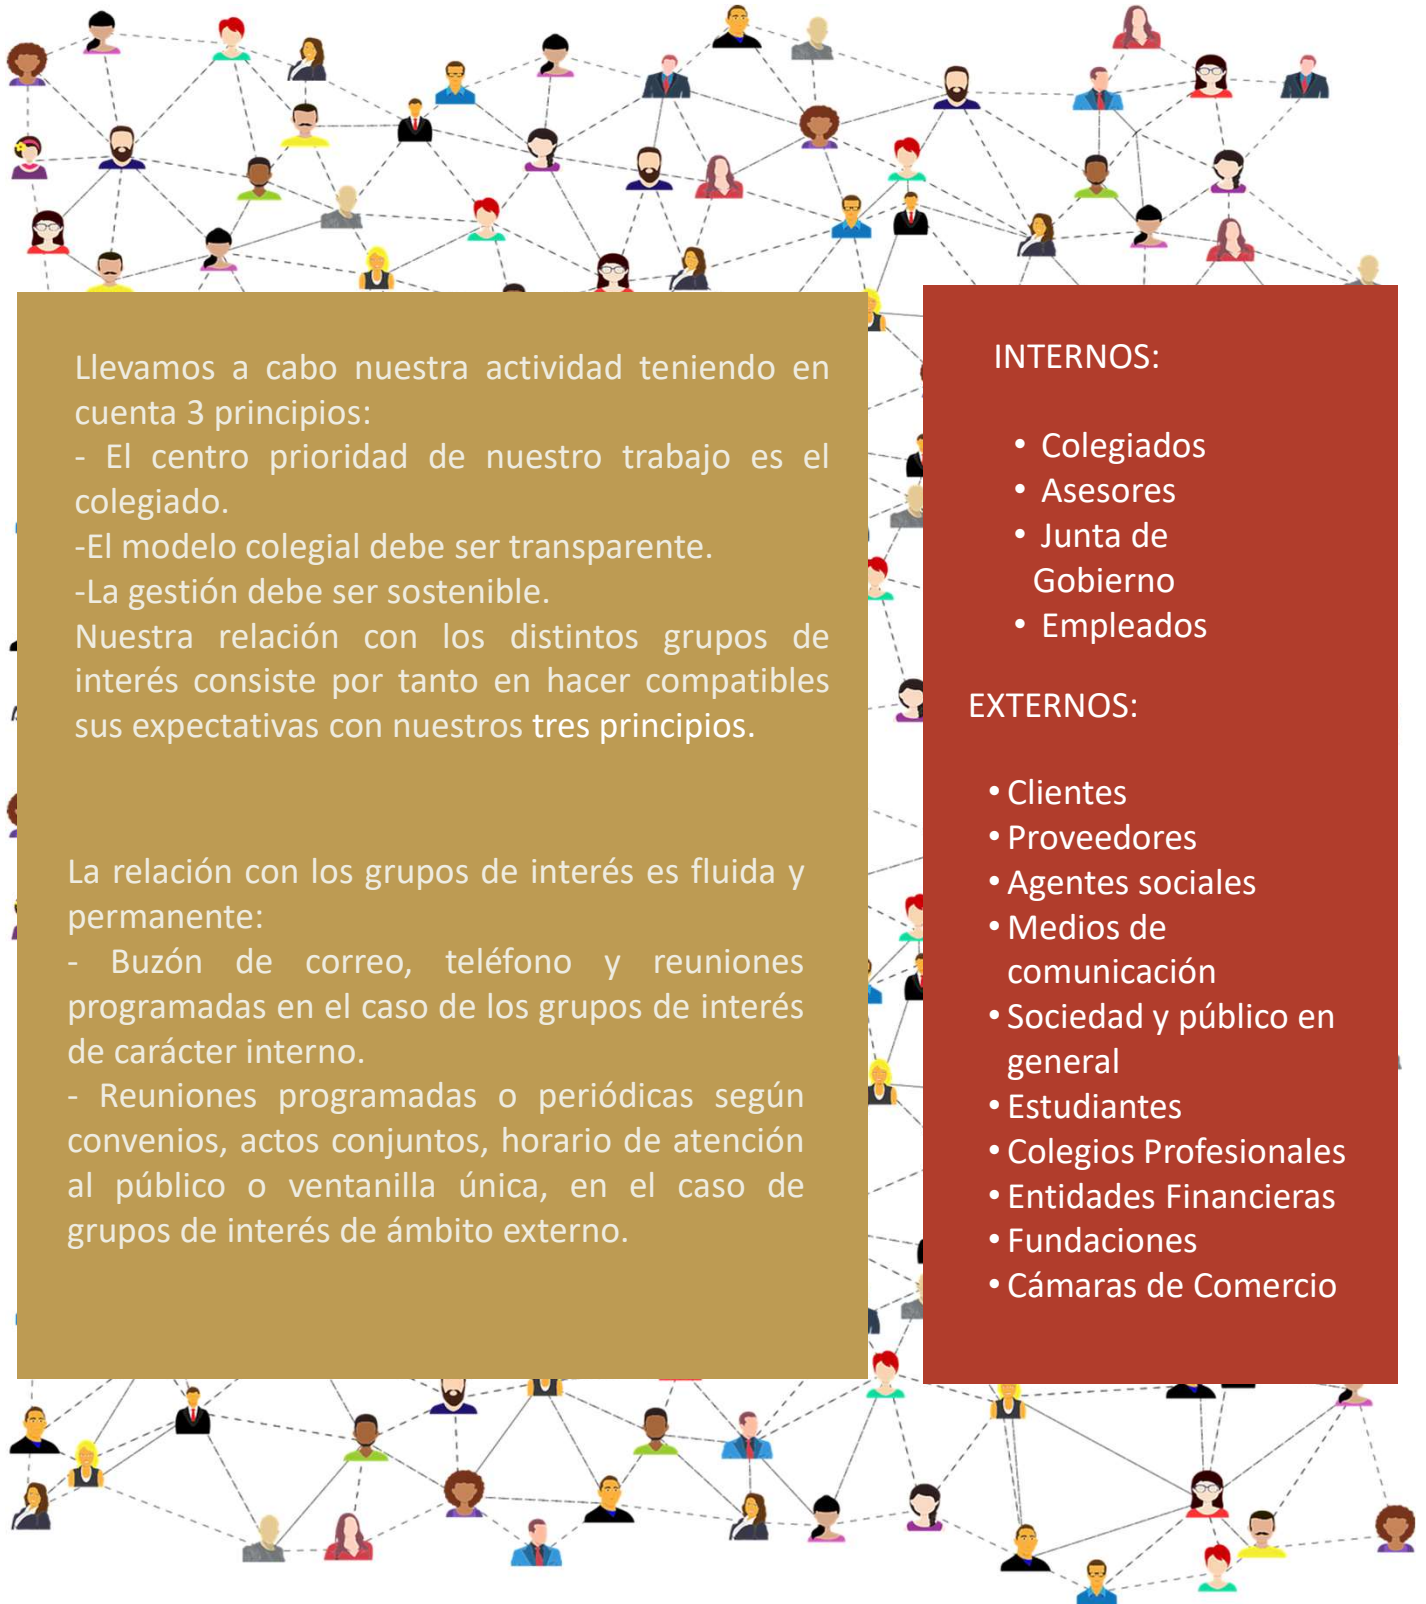 Llevamos a cabo nuestra actividad teniendo en
cuenta 3 principios:
- El centro prioridad de nuestro trabajo es el
colegiado.
-El modelo colegial debe ser transparente.
-La gestión debe ser sostenible.
Nuestra relación con los distintos grupos de
interés consiste por tanto en hacer compatibles
sus expectativas con nuestros tres principios.
La relación con los grupos de interés es fluida y
permanente:
- Buzón de correo, teléfono y reuniones
programadas en el caso de los grupos de interés
de carácter interno.
- Reuniones programadas o periódicas según
convenios, actos conjuntos, horario de atención
al público o ventanilla única, en el caso de
grupos de interés de ámbito externo.
INTERNOS:
• Colegiados
• Asesores
• Junta de
Gobierno
• Empleados
EXTERNOS:
• Clientes
• Proveedores
• Agentes sociales
• Medios de
comunicación
• Sociedad y público en
general
• Estudiantes
• Colegios Profesionales
• Entidades Financieras
• Fundaciones
• Cámaras de Comercio